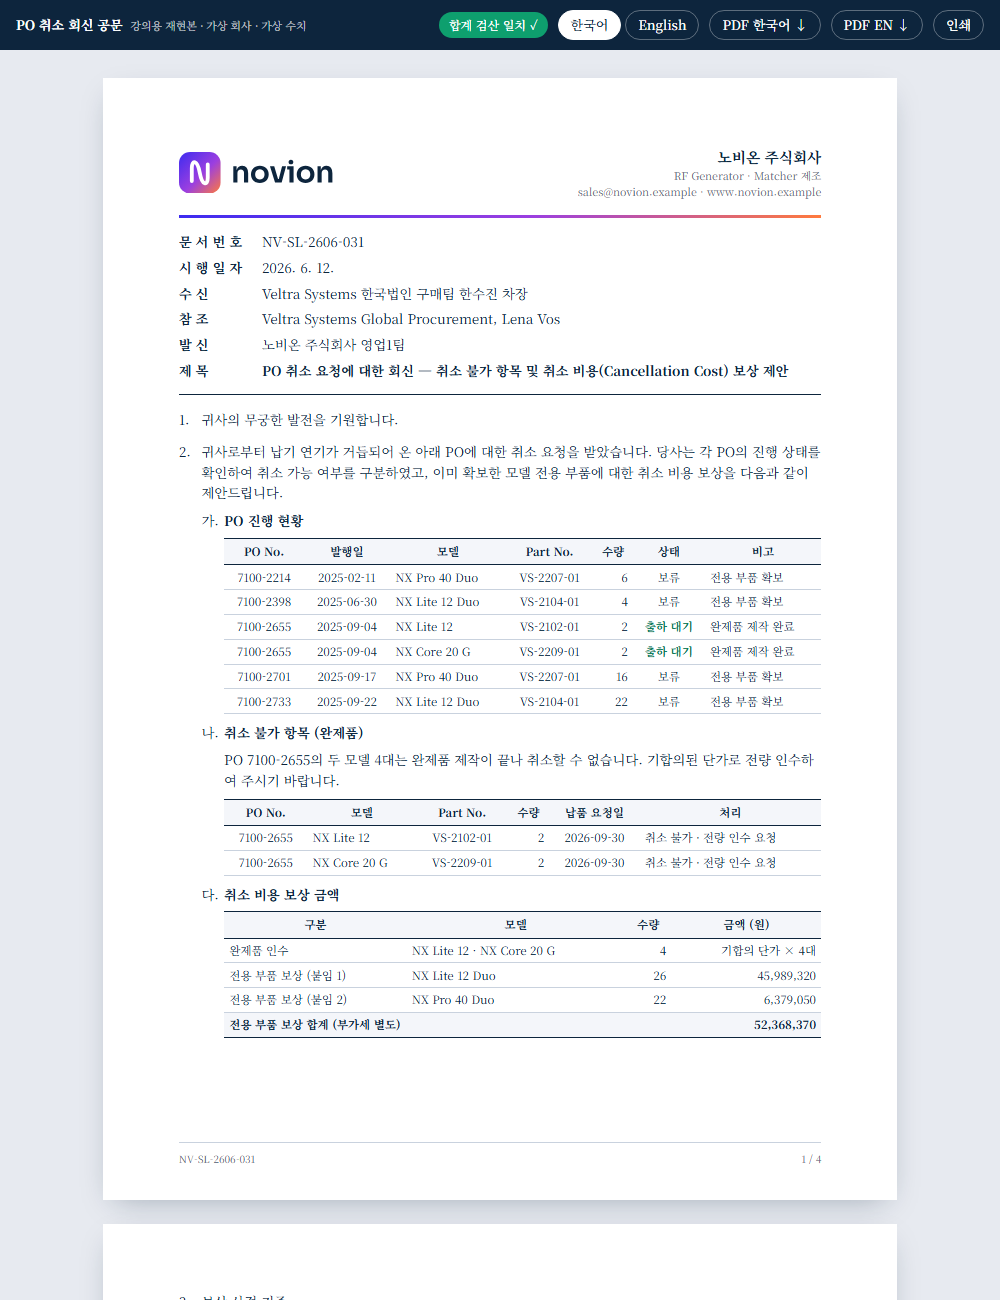 PO 취소 회신 공문 강의용 재현본 · 가상 회사 · 가상 수치 합계 검산 일치 ✓ 한국어 English PDF 한국어 ↓ PDF EN ↓ 인쇄
novion
노비온 주식회사
RF Generator · Matcher 제조
sales@novion.example · www.novion.example
문서번호 NV-SL-2606-031
시행일자 2026. 6. 12.
수신 Veltra Systems 한국법인 구매팀 한수진 차장
참조 Veltra Systems Global Procurement, Lena Vos
발신 노비온 주식회사 영업1팀
제목 PO 취소 요청에 대한 회신 — 취소 불가 항목 및 취소 비용(Cancellation Cost) 보상 제안
1. 귀사의 무궁한 발전을 기원합니다.
2. 귀사로부터 납기 연기가 거듭되어 온 아래 PO에 대한 취소 요청을 받았습니다. 당사는 각 PO의 진행 상태를
확인하여 취소 가능 여부를 구분하였고, 이미 확보한 모델 전용 부품에 대한 취소 비용 보상을 다음과 같이
제안드립니다.
가. PO 진행 현황
PO No. 발행일 모델 Part No. 수량 상태 비고
7100-2214 2025-02-11 NX Pro 40 Duo VS-2207-01 6 보류 전용 부품 확보
7100-2398 2025-06-30 NX Lite 12 Duo VS-2104-01 4 보류 전용 부품 확보
7100-2655 2025-09-04 NX Lite 12 VS-2102-01 2 출하 대기 완제품 제작 완료
7100-2655 2025-09-04 NX Core 20 G VS-2209-01 2 출하 대기 완제품 제작 완료
7100-2701 2025-09-17 NX Pro 40 Duo VS-2207-01 16 보류 전용 부품 확보
7100-2733 2025-09-22 NX Lite 12 Duo VS-2104-01 22 보류 전용 부품 확보
나. 취소 불가 항목 (완제품)
PO 7100-2655의 두 모델 4대는 완제품 제작이 끝나 취소할 수 없습니다. 기합의된 단가로 전량 인수하
여 주시기 바랍니다.
PO No. 모델 Part No. 수량 납품 요청일 처리
7100-2655 NX Lite 12 VS-2102-01 2 2026-09-30 취소 불가 · 전량 인수 요청
7100-2655 NX Core 20 G VS-2209-01 2 2026-09-30 취소 불가 · 전량 인수 요청
다. 취소 비용 보상 금액
구분 모델 수량 금액 (원)
완제품 인수 NX Lite 12 · NX Core 20 G 4 기합의 단가 × 4대
전용 부품 보상 (붙임 1) NX Lite 12 Duo 26 45,989,320
전용 부품 보상 (붙임 2) NX Pro 40 Duo 22 6,379,050
전용 부품 보상 합계 (부가세 별도) 52,368,370
NV-SL-2606-031 1 / 4